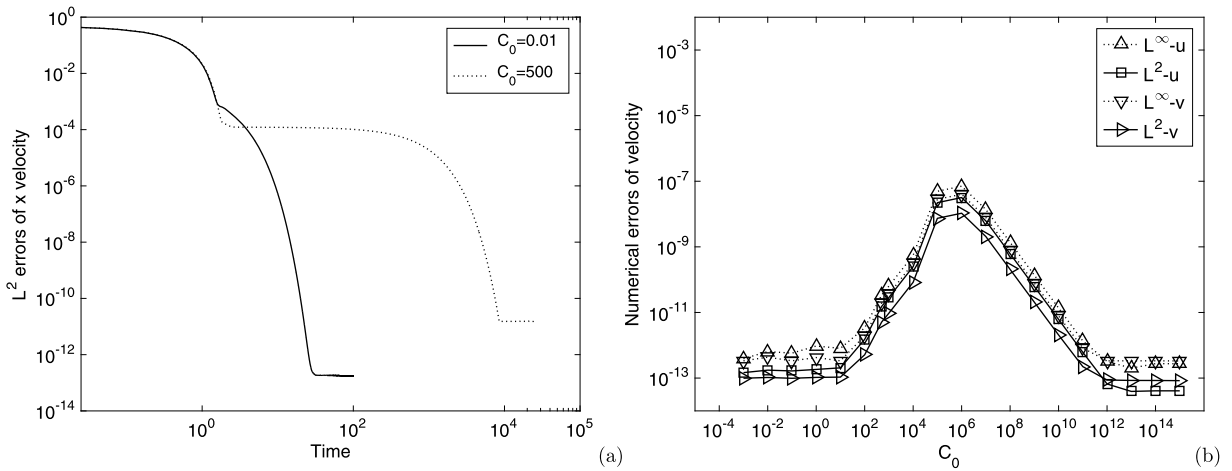 10^0
10^-2
10^-4
10^-6
10^-8
10^-10
10^-12
10^-14
L^2 errors of x velocity
C_0=0.01
C_0=500
10^0
10^2
10^4
10^5
Time
(a)
10^-3
10^-5
10^-7
10^-9
10^-11
10^-13
Numerical errors of velocity
L^∞-u
L^2-u
L^∞-v
L^2-v
10^-4
10^-2
10^0
10^2
10^4
10^6
10^8
10^10
10^12
10^14
C_0
(b)